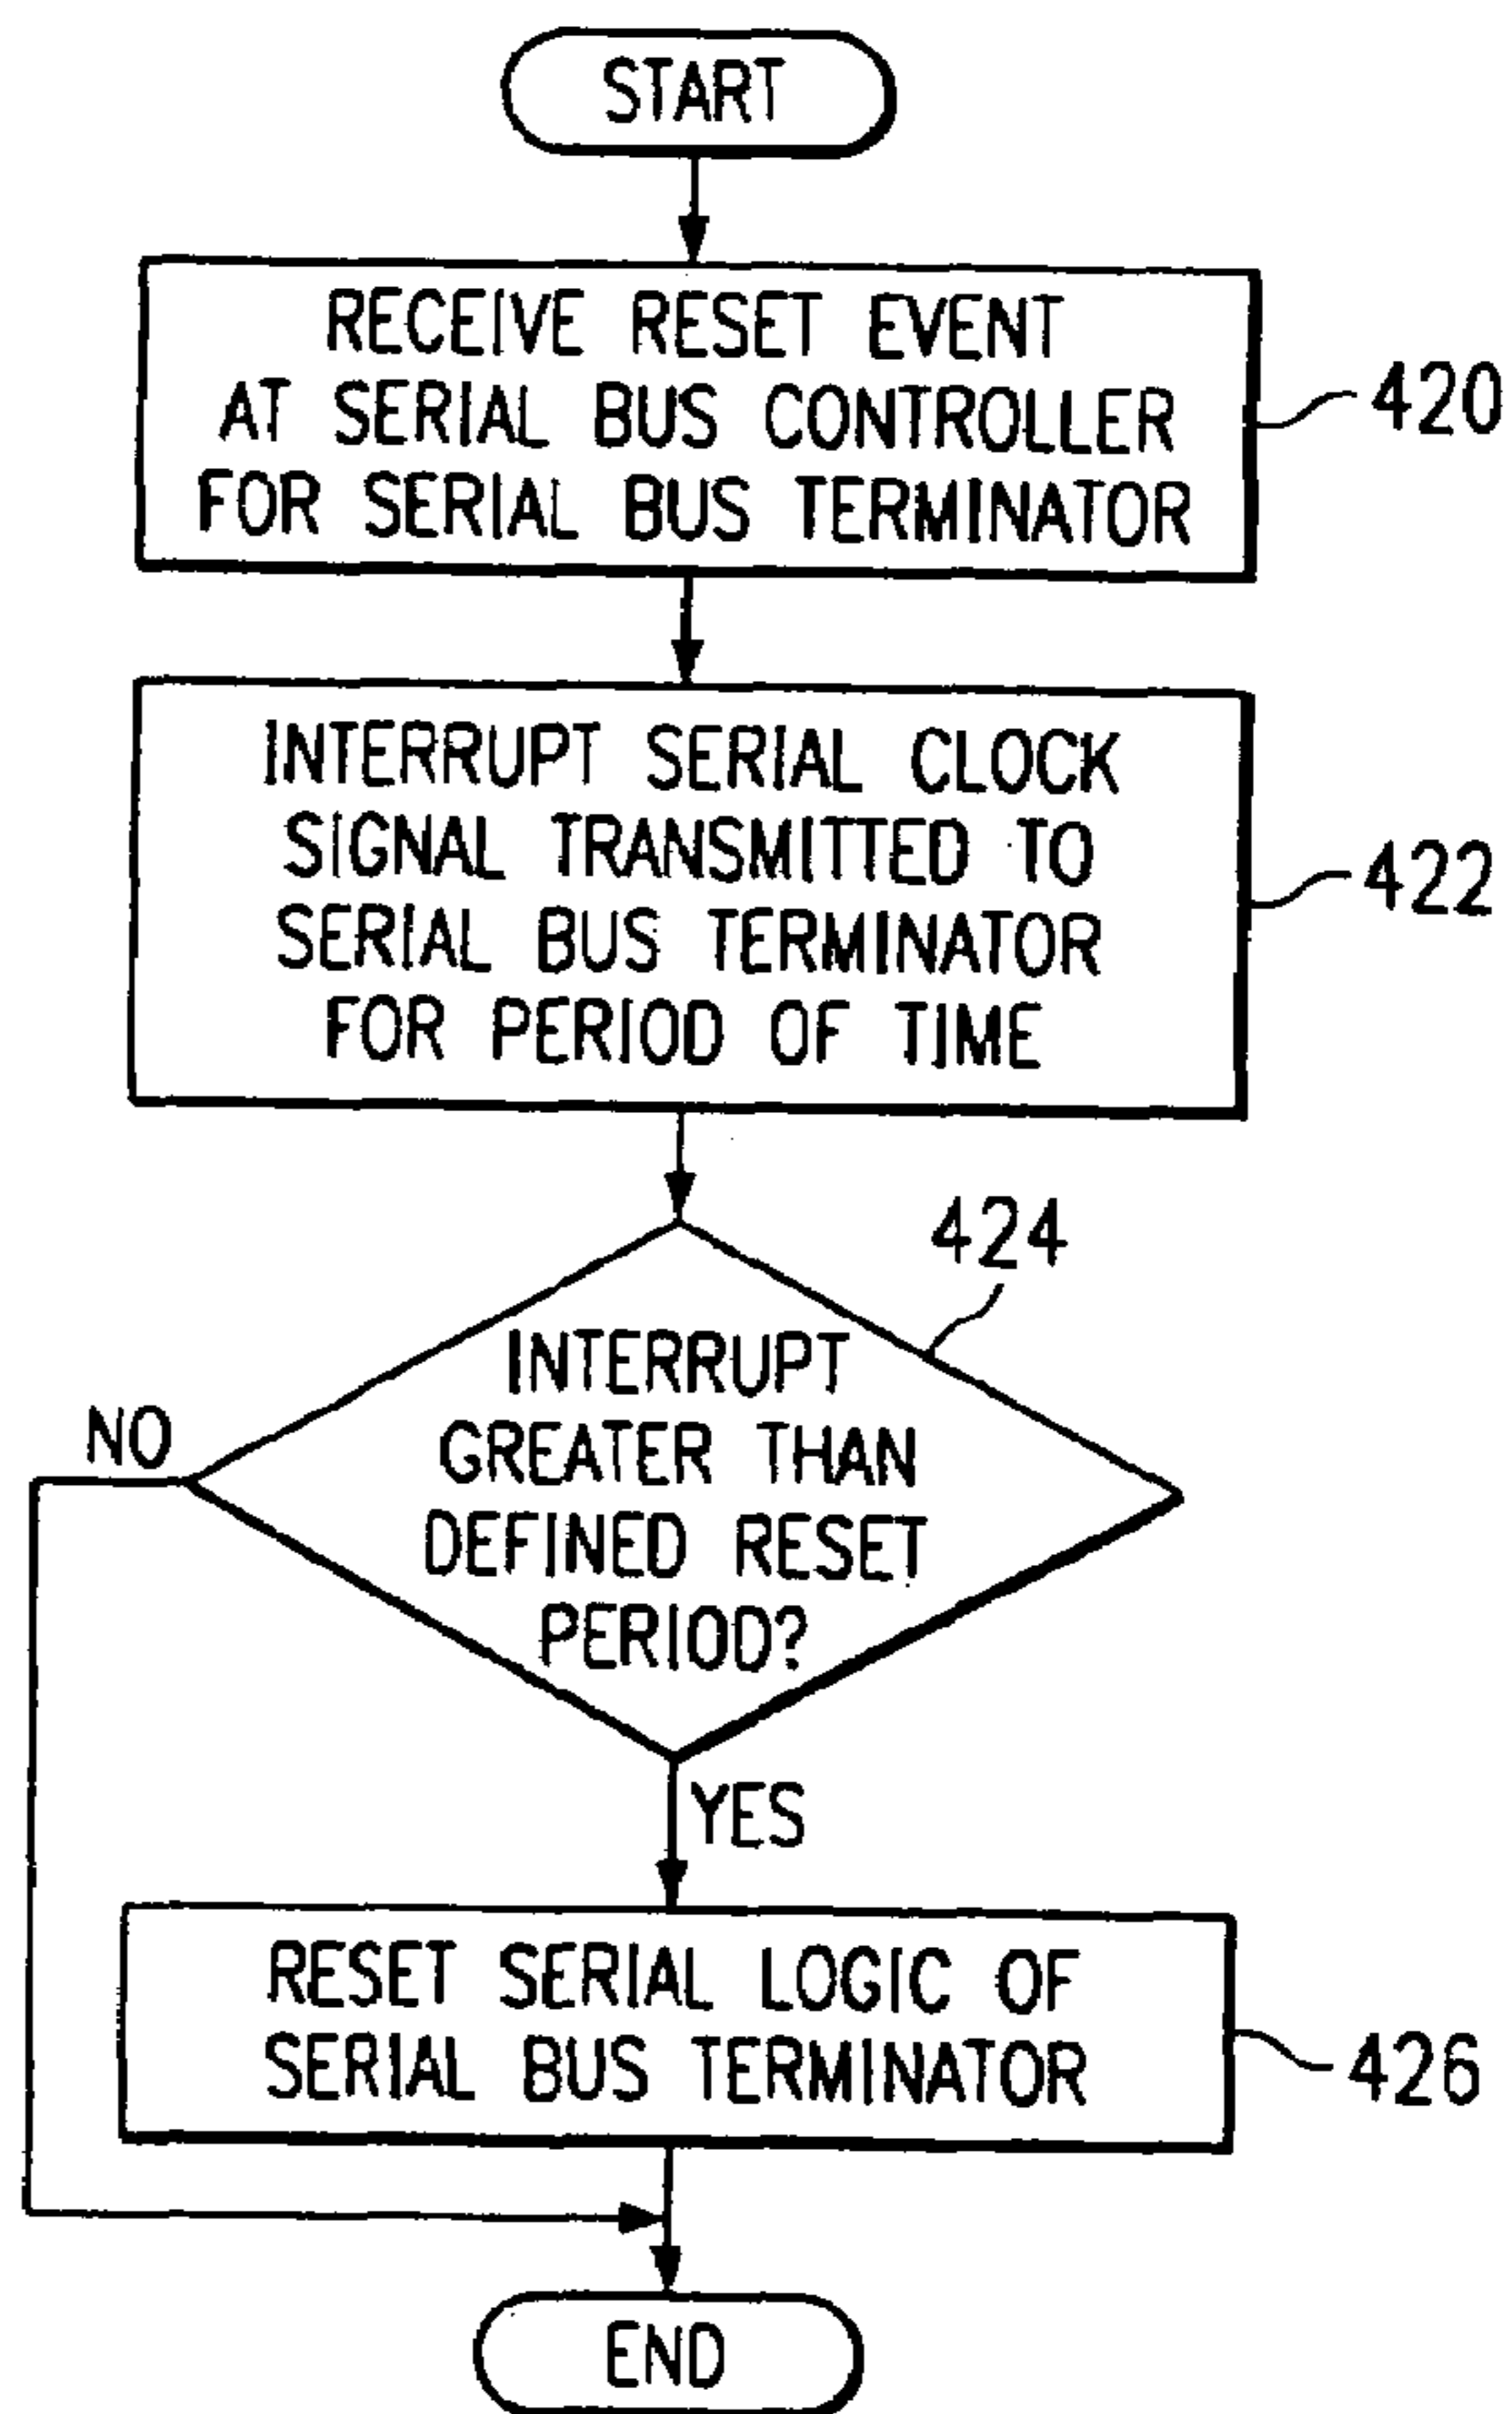 START
RECEIVE RESET EVENT
AT SERIAL BUS CONTROLLER
FOR SERIAL BUS TERMINATOR
420
INTERRUPT SERIAL CLOCK
SIGNAL TRANSMITTED TO
SERIAL BUS TERMINATOR
FOR PERIOD OF TIME
422
424
INTERRUPT
GREATER THAN
DEFINED RESET
PERIOD?
NO
YES
RESET SERIAL LOGIC OF
SERIAL BUS TERMINATOR
426
END